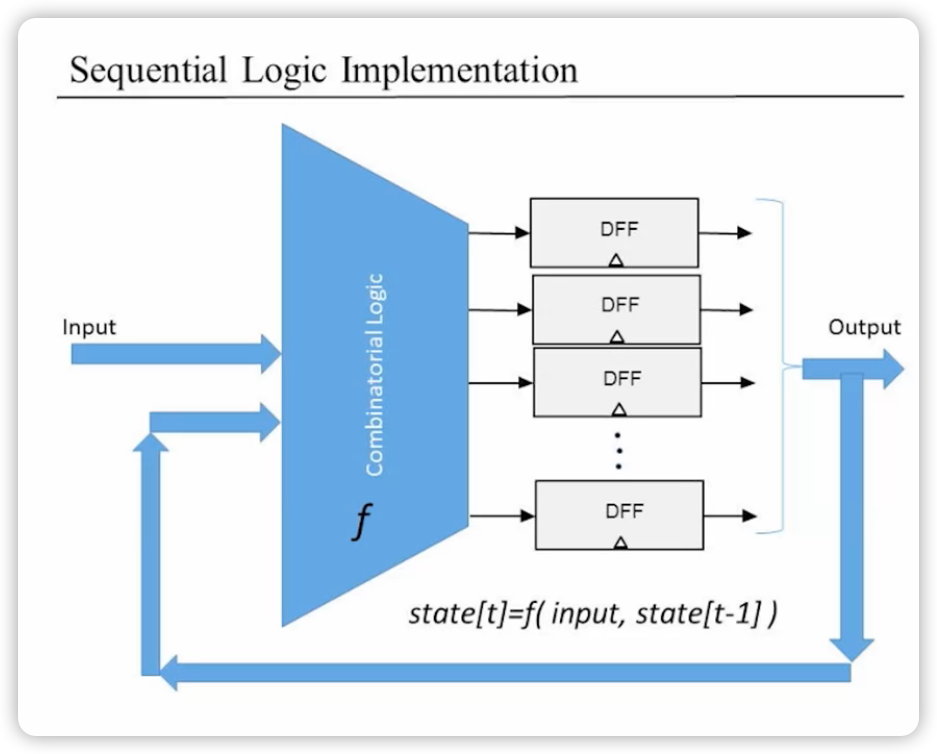 Sequential Logic Implementation
Input
Combinatorial Logic
f
DFF
DFF
DFF
DFF
Output
state[t]=f( input, state[t-1] )